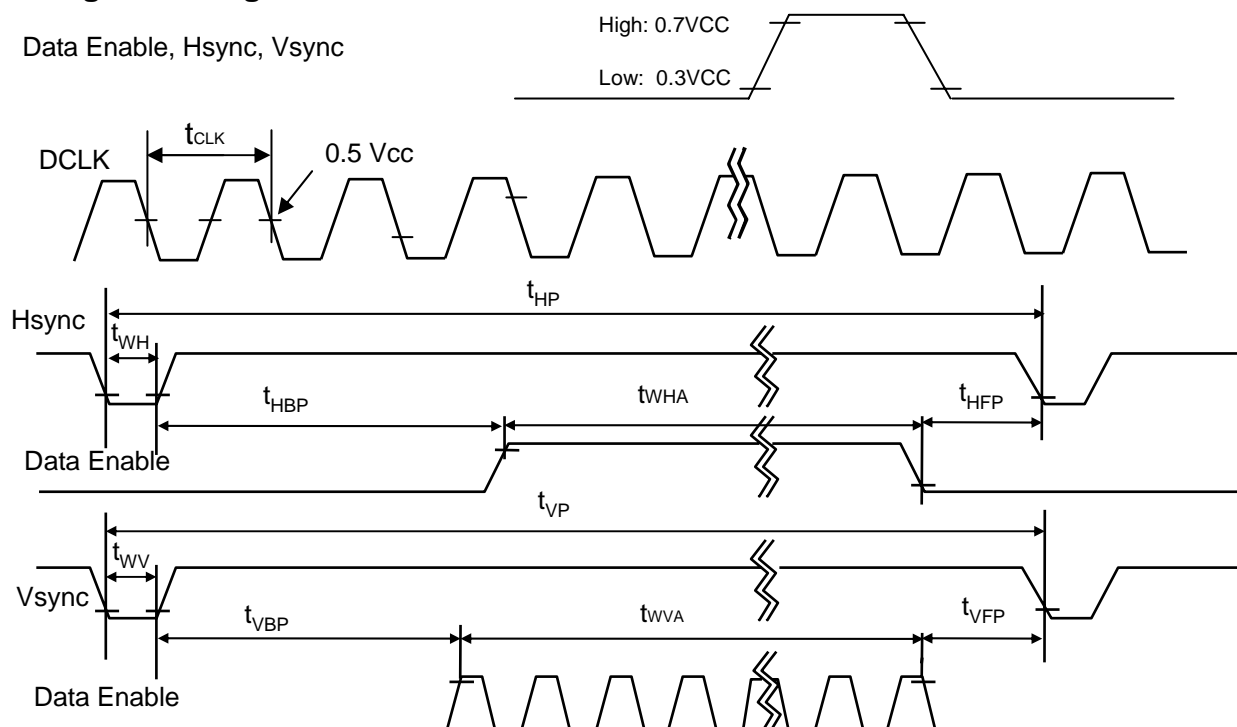 Data Enable, Hsync, Vsync
High: 0.7VCC
Low: 0.3VCC
tCLK
DCLK
0.5 Vcc
tHP
Hsync
tWH
tHBP
tWHA
tHFP
Data Enable
tVP
tWV
Vsync
tVBP
tWVA
tVFP
Data Enable